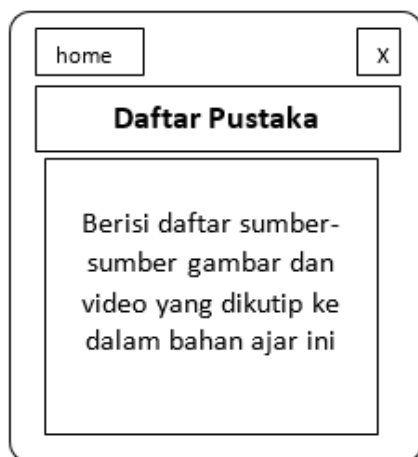 home
X
Daftar Pustaka
Berisi daftar sumber-
sumber gambar dan
video yang dikutip ke
dalam bahan ajar ini